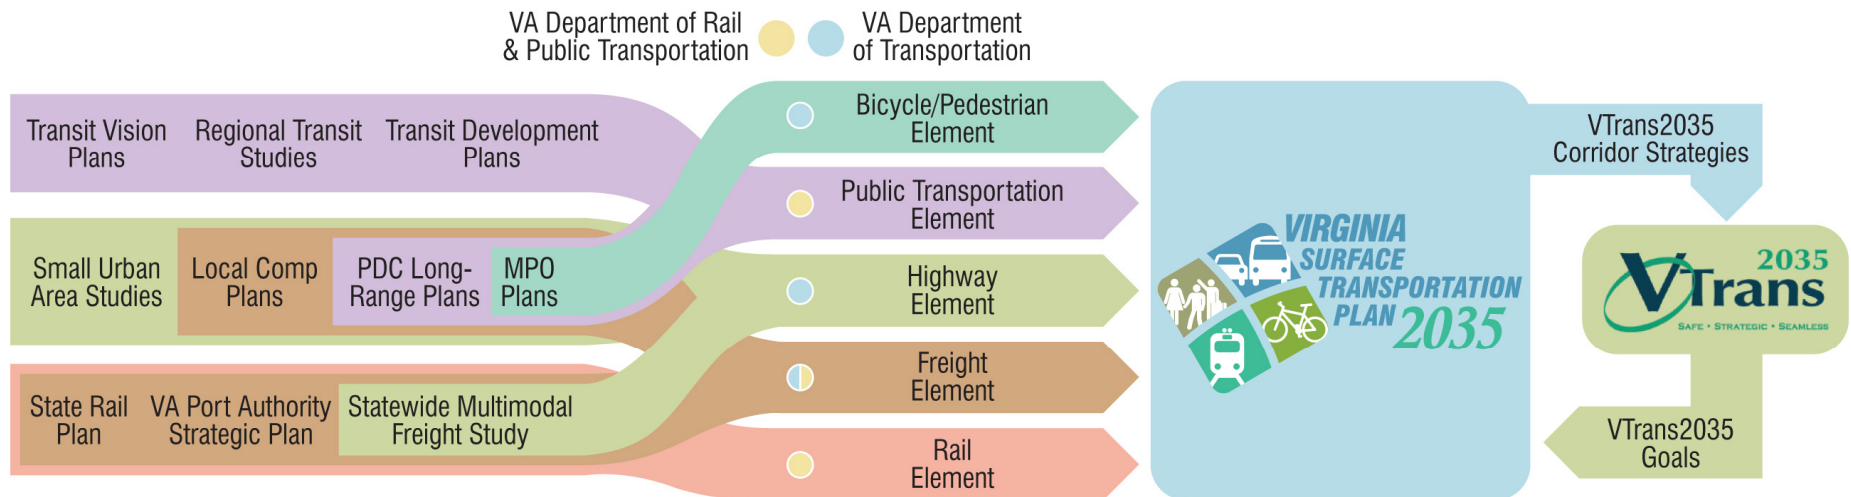 VA Department of Rail
& Public Transportation
VA Department
of Transportation
Transit Vision
Plans
Regional Transit
Studies
Transit Development
Plans
Small Urban
Area Studies
Local Comp
Plans
PDC Long-
Range Plans
MPO
Plans
State Rail
Plan
VA Port Authority
Strategic Plan
Statewide Multimodal
Freight Study
Bicycle/Pedestrian
Element
Public Transportation
Element
Highway
Element
Freight
Element
Rail
Element
VIRGINIA
SURFACE
TRANSPORTATION
PLAN 2035
VTrans2035
Corridor Strategies
2035
VTrans
SAFE • STRATEGIC • SEAMLESS
VTrans2035
Goals